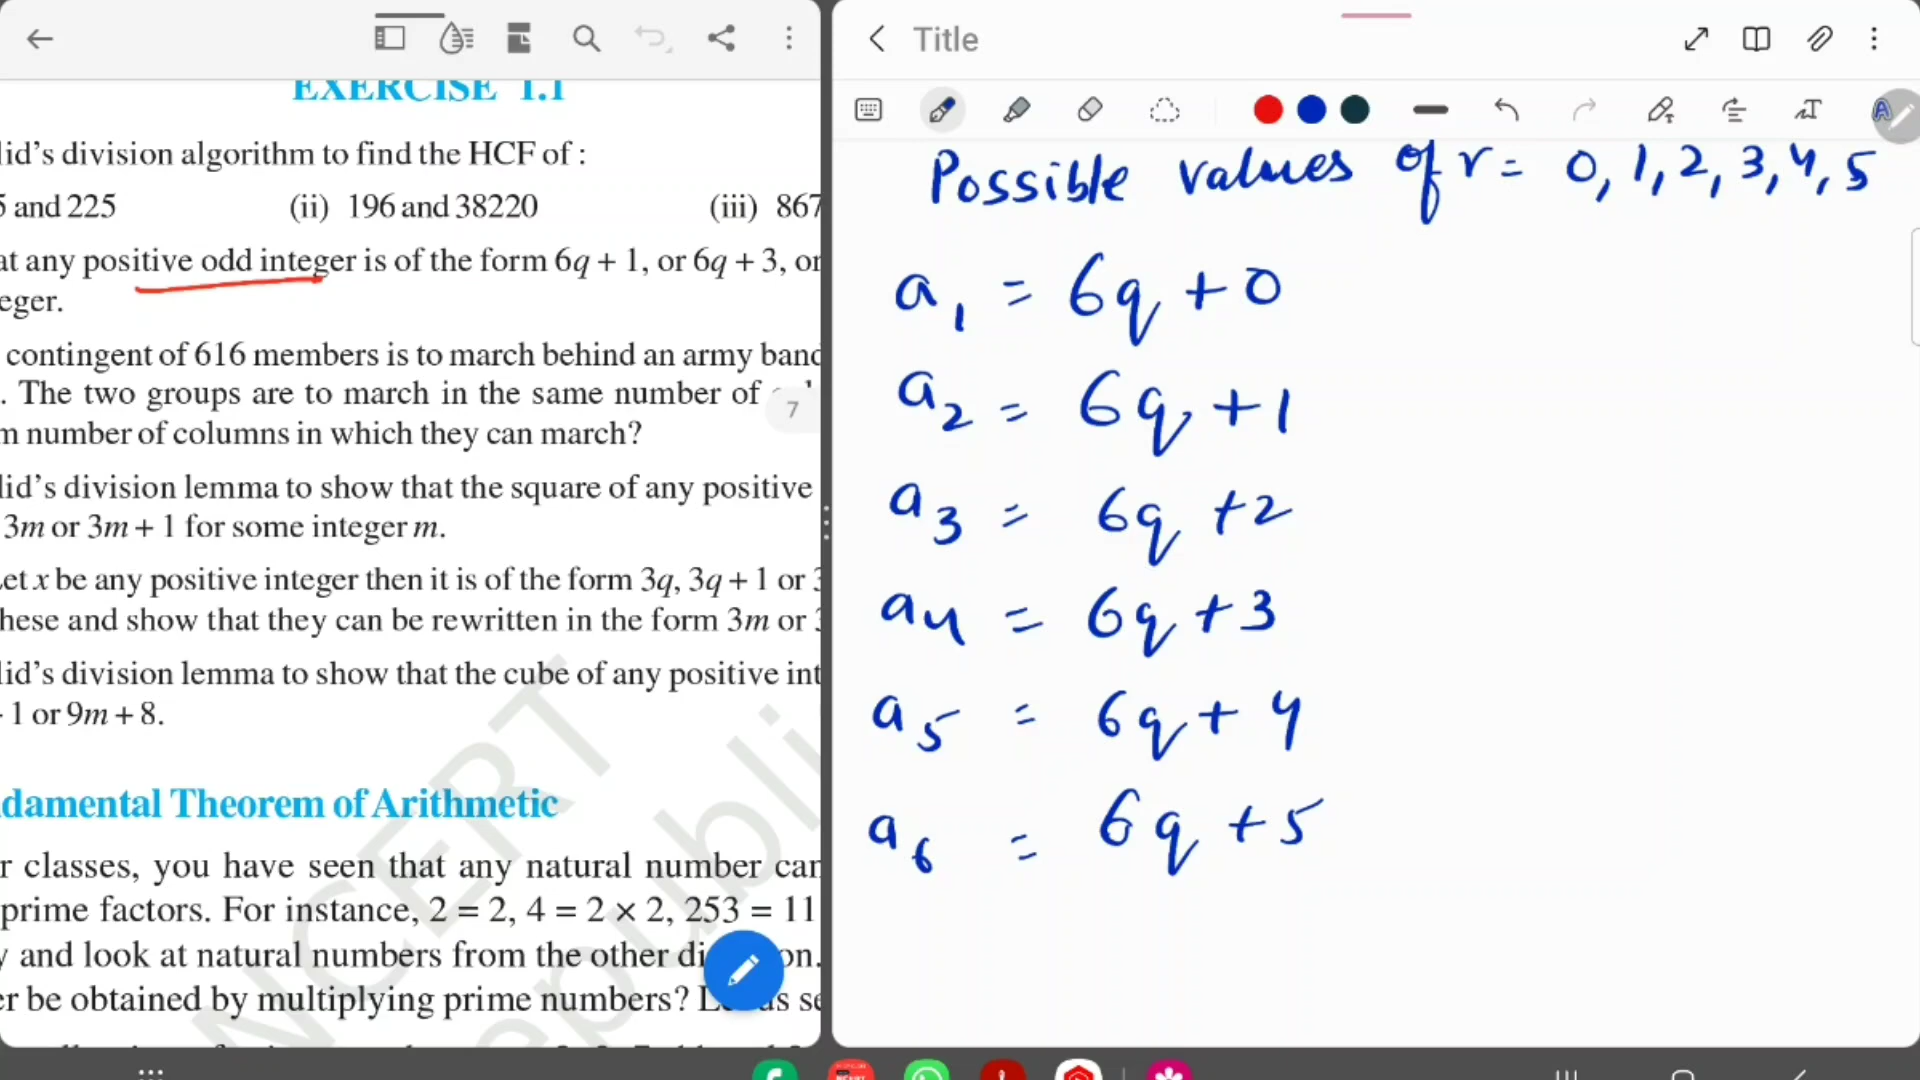 EXERCISE 1.1
lid's division algorithm to find the HCF of :
5 and 225 (ii) 196 and 38220 (iii) 867
at any positive odd integer is of the form 6q + 1, or 6q + 3, or
eger.
contingent of 616 members is to march behind an army band
. The two groups are to march in the same number of
m number of columns in which they can march?
lid's division lemma to show that the square of any positive
3m or 3m + 1 for some integer m.
et x be any positive integer then it is of the form 3q, 3q + 1 or 3
hese and show that they can be rewritten in the form 3m or 3
lid's division lemma to show that the cube of any positive int
1 or 9m + 8.
damental Theorem of Arithmetic
r classes, you have seen that any natural number can
prime factors. For instance, 2 = 2, 4 = 2 × 2, 253 = 11
y and look at natural numbers from the other di on.
er be obtained by multiplying prime numbers? L s se
7
NCERT
republi
Title
Possible values of r = 0, 1, 2, 3, 4, 5
a1 = 6q + 0
a2 = 6q + 1
a3 = 6q + 2
a4 = 6q + 3
a5 = 6q + 4
a6 = 6q + 5